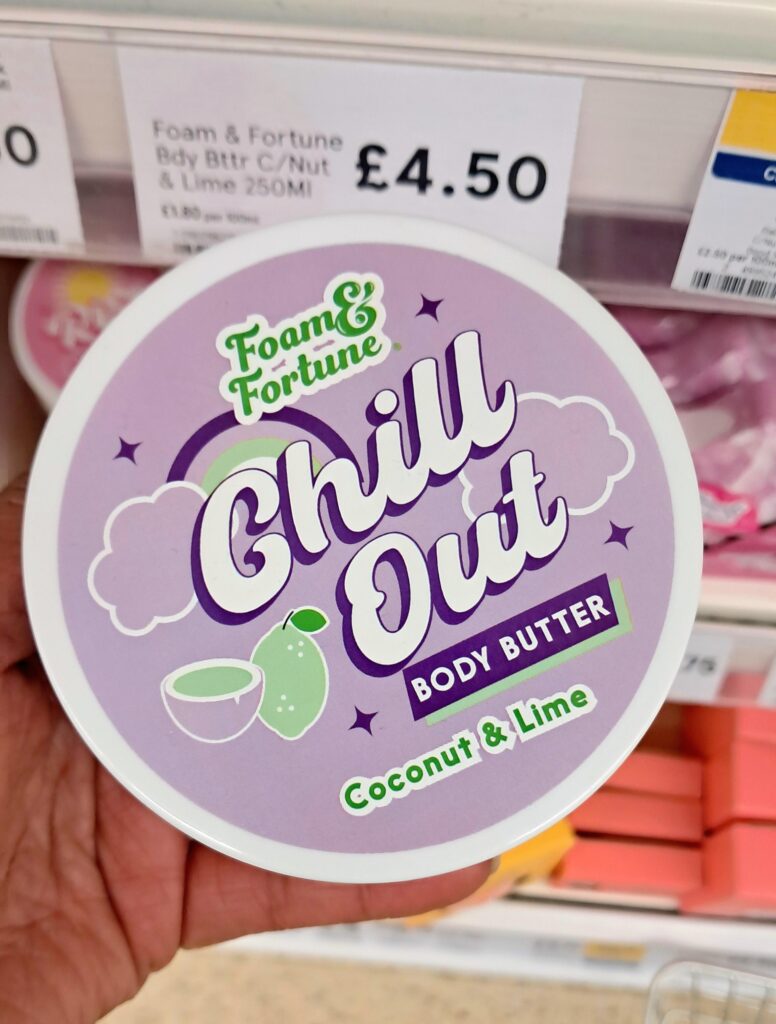 Foam & Fortune
Bdy Bttr C/Nut
& Lime 250Ml
£4.50
£1.80 per 100ml
Foam &
Fortune
Chill
Out
BODY BUTTER
Coconut & Lime